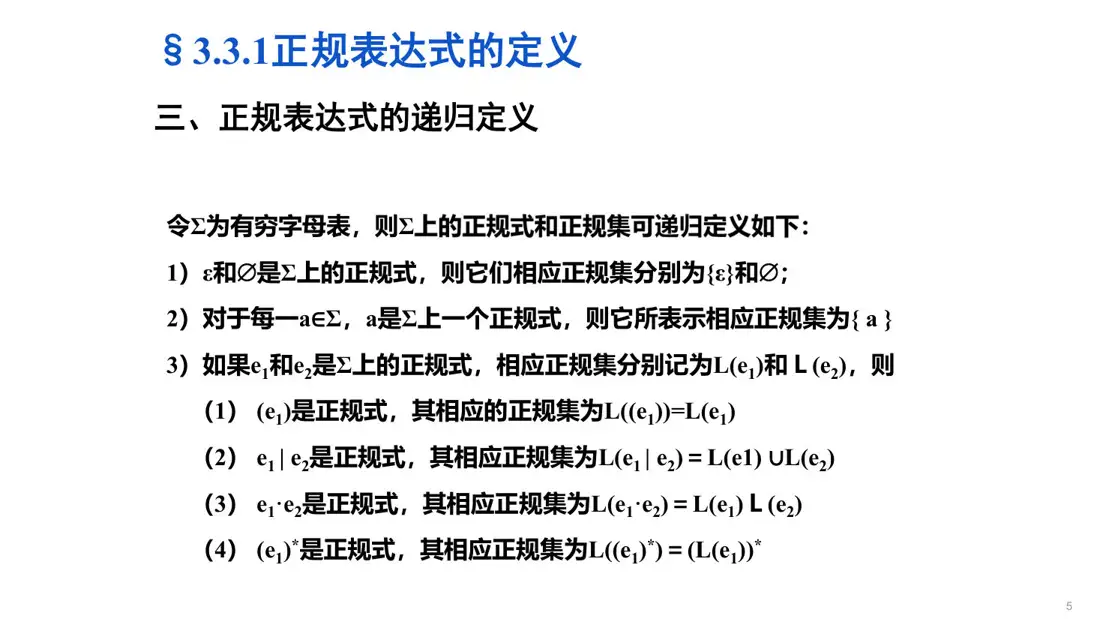 §3.3.1正规表达式的定义
三、正规表达式的递归定义
令Σ为有穷字母表，则Σ上的正规式和正规集可递归定义如下：
1）ε和∅是Σ上的正规式，则它们相应正规集分别为{ε}和∅；
2）对于每一a∈Σ，a是Σ上一个正规式，则它所表示相应正规集为{ a }
3）如果e₁和e₂是Σ上的正规式，相应正规集分别记为L(e₁)和 L (e₂)，则
（1） (e₁)是正规式，其相应的正规集为L((e₁))=L(e₁)
（2） e₁ | e₂是正规式，其相应正规集为L(e₁ | e₂) = L(e1) ∪L(e₂)
（3） e₁·e₂是正规式，其相应正规集为L(e₁·e₂) = L(e₁) L (e₂)
（4） (e₁)*是正规式，其相应正规集为L((e₁)*) = (L(e₁))*
5